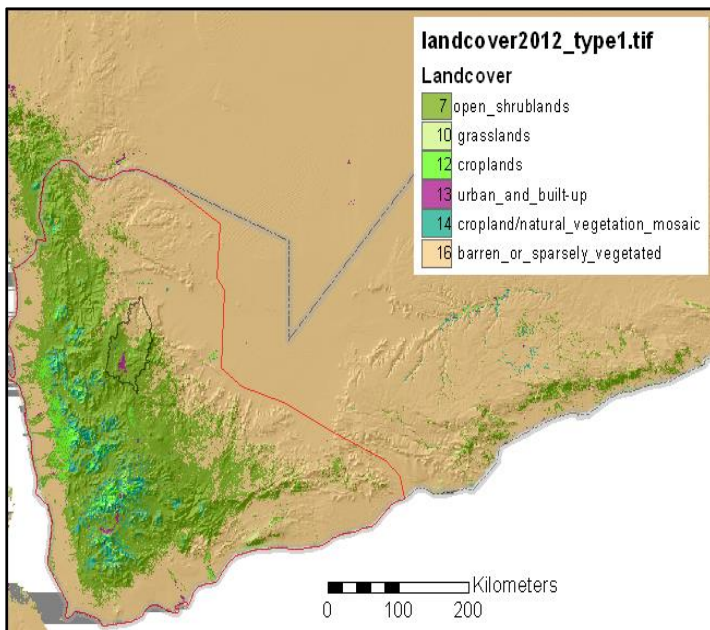 landcover2012_type1.tif
Landcover
7 open_shrublands
10 grasslands
12 croplands
13 urban_and_built-up
14 cropland/natural_vegetation_mosaic
16 barren_or_sparsely_vegetated
Kilometers
0 100 200